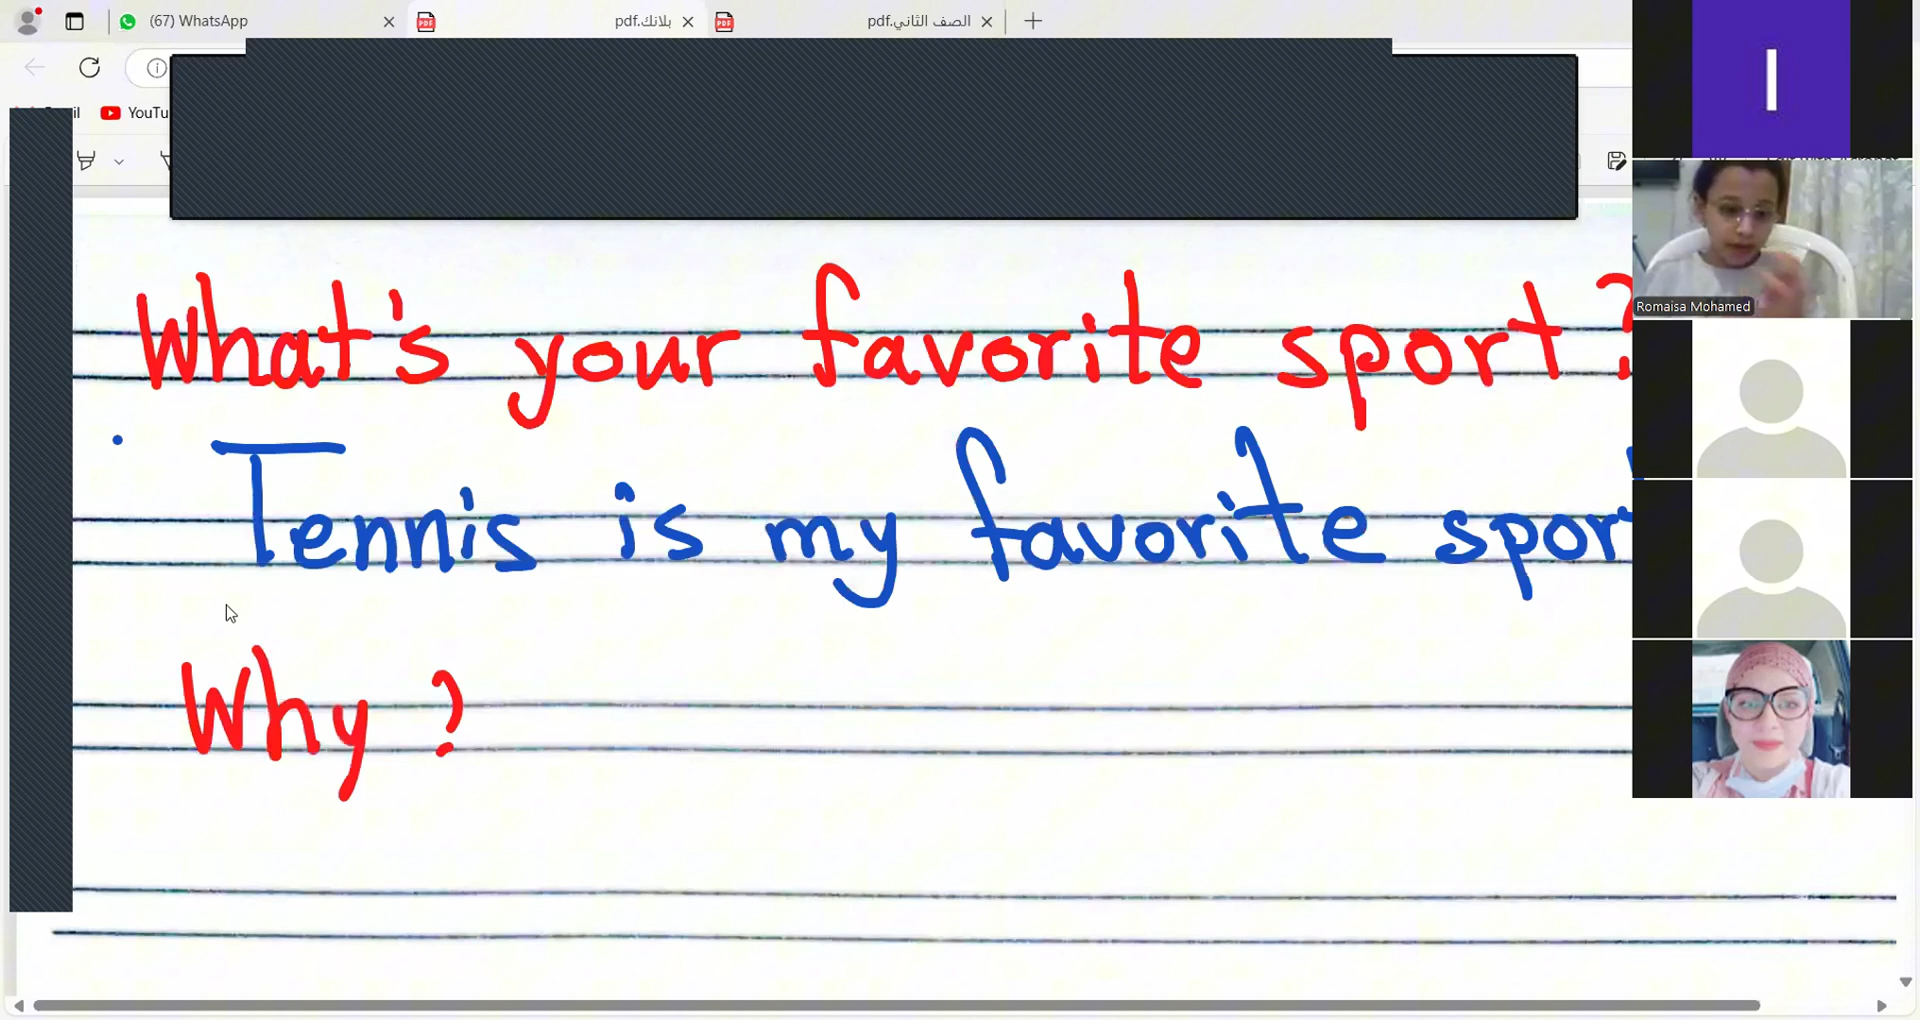 (67) WhatsApp
بلانك.pdf
الصف الثاني.pdf
YouTu
I
What's your favorite sport?
Romaisa Mohamed
Tennis is my favorite sport
Why?